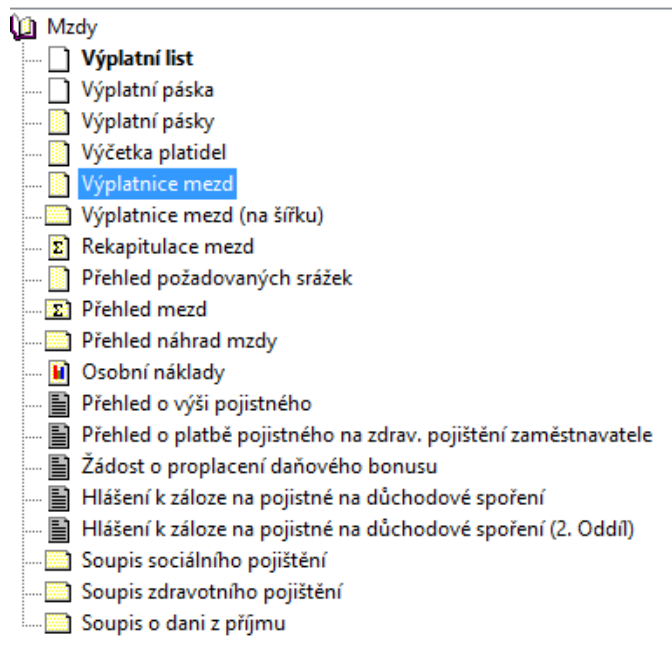 Mzdy
Výplatní list
Výplatní páska
Výplatní pásky
Výčetka platidel
Výplatnice mezd
Výplatnice mezd (na šířku)
Rekapitulace mezd
Přehled požadovaných srážek
Přehled mezd
Přehled náhrad mzdy
Osobní náklady
Přehled o výši pojistného
Přehled o platbě pojistného na zdrav. pojištění zaměstnavatele
Žádost o proplacení daňového bonusu
Hlášení k záloze na pojistné na důchodové spoření
Hlášení k záloze na pojistné na důchodové spoření (2. Oddíl)
Soupis sociálního pojištění
Soupis zdravotního pojištění
Soupis o dani z příjmu